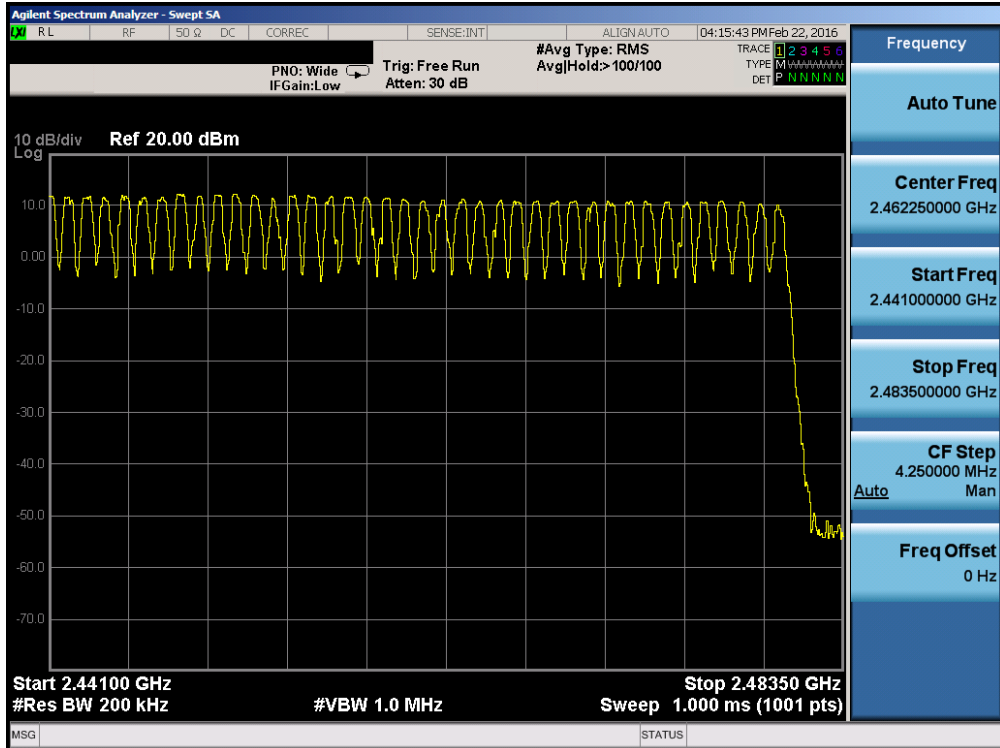 Agilent Spectrum Analyzer - Swept SA
LXI RL RF 50 Ω DC CORREC SENSE:INT ALIGN AUTO 04:15:43 PM Feb 22, 2016
#Avg Type: RMS TRACE 1 2 3 4 5 6
PNO: Wide Trig: Free Run Avg|Hold:>100/100 TYPE M WWWWW
IFGain:Low Atten: 30 dB DET P N N N N N
10 dB/div Ref 20.00 dBm
Log
10.0
0.00
-10.0
-20.0
-30.0
-40.0
-50.0
-60.0
-70.0
Start 2.44100 GHz Stop 2.48350 GHz
#Res BW 200 kHz #VBW 1.0 MHz Sweep 1.000 ms (1001 pts)
MSG STATUS
Frequency
Auto Tune
Center Freq
2.462250000 GHz
Start Freq
2.441000000 GHz
Stop Freq
2.483500000 GHz
CF Step
4.250000 MHz
Auto Man
Freq Offset
0 Hz